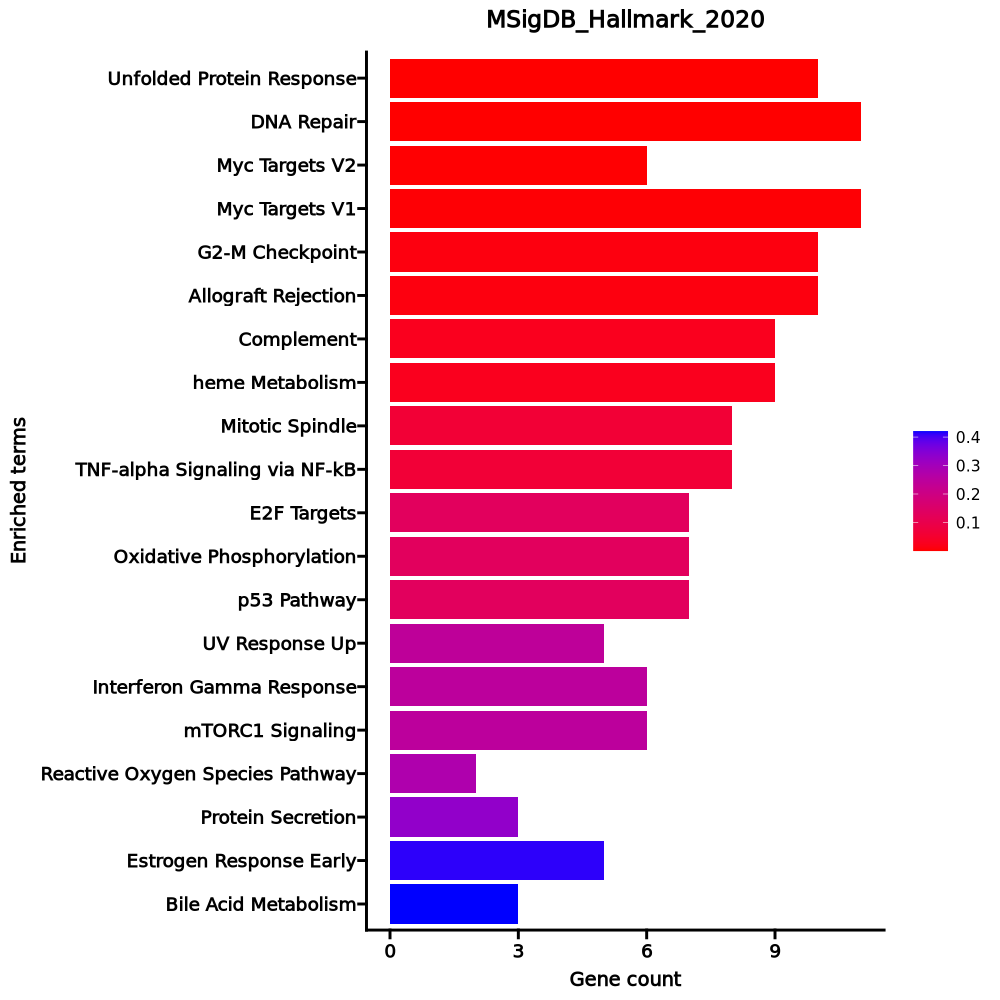 MSigDB_Hallmark_2020
Unfolded Protein Response
DNA Repair
Myc Targets V2
Myc Targets V1
G2-M Checkpoint
Allograft Rejection
Complement
heme Metabolism
Mitotic Spindle
TNF-alpha Signaling via NF-kB
E2F Targets
Oxidative Phosphorylation
p53 Pathway
UV Response Up
Interferon Gamma Response
mTORC1 Signaling
Reactive Oxygen Species Pathway
Protein Secretion
Estrogen Response Early
Bile Acid Metabolism
Enriched terms
0 3 6 9
Gene count
0.4
0.3
0.2
0.1